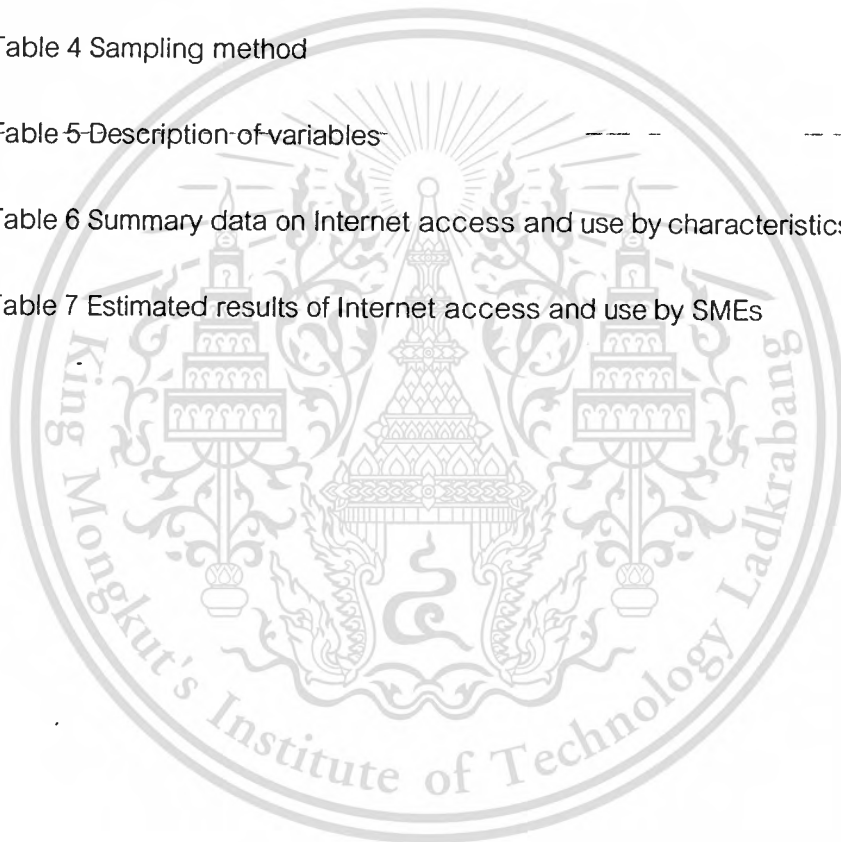 Table 4 Sampling method
Table 5 Description of variables
Table 6 Summary data on Internet access and use by characteristics
Table 7 Estimated results of Internet access and use by SMEs
King Mongkut's Institute of Technology Ladkrabang